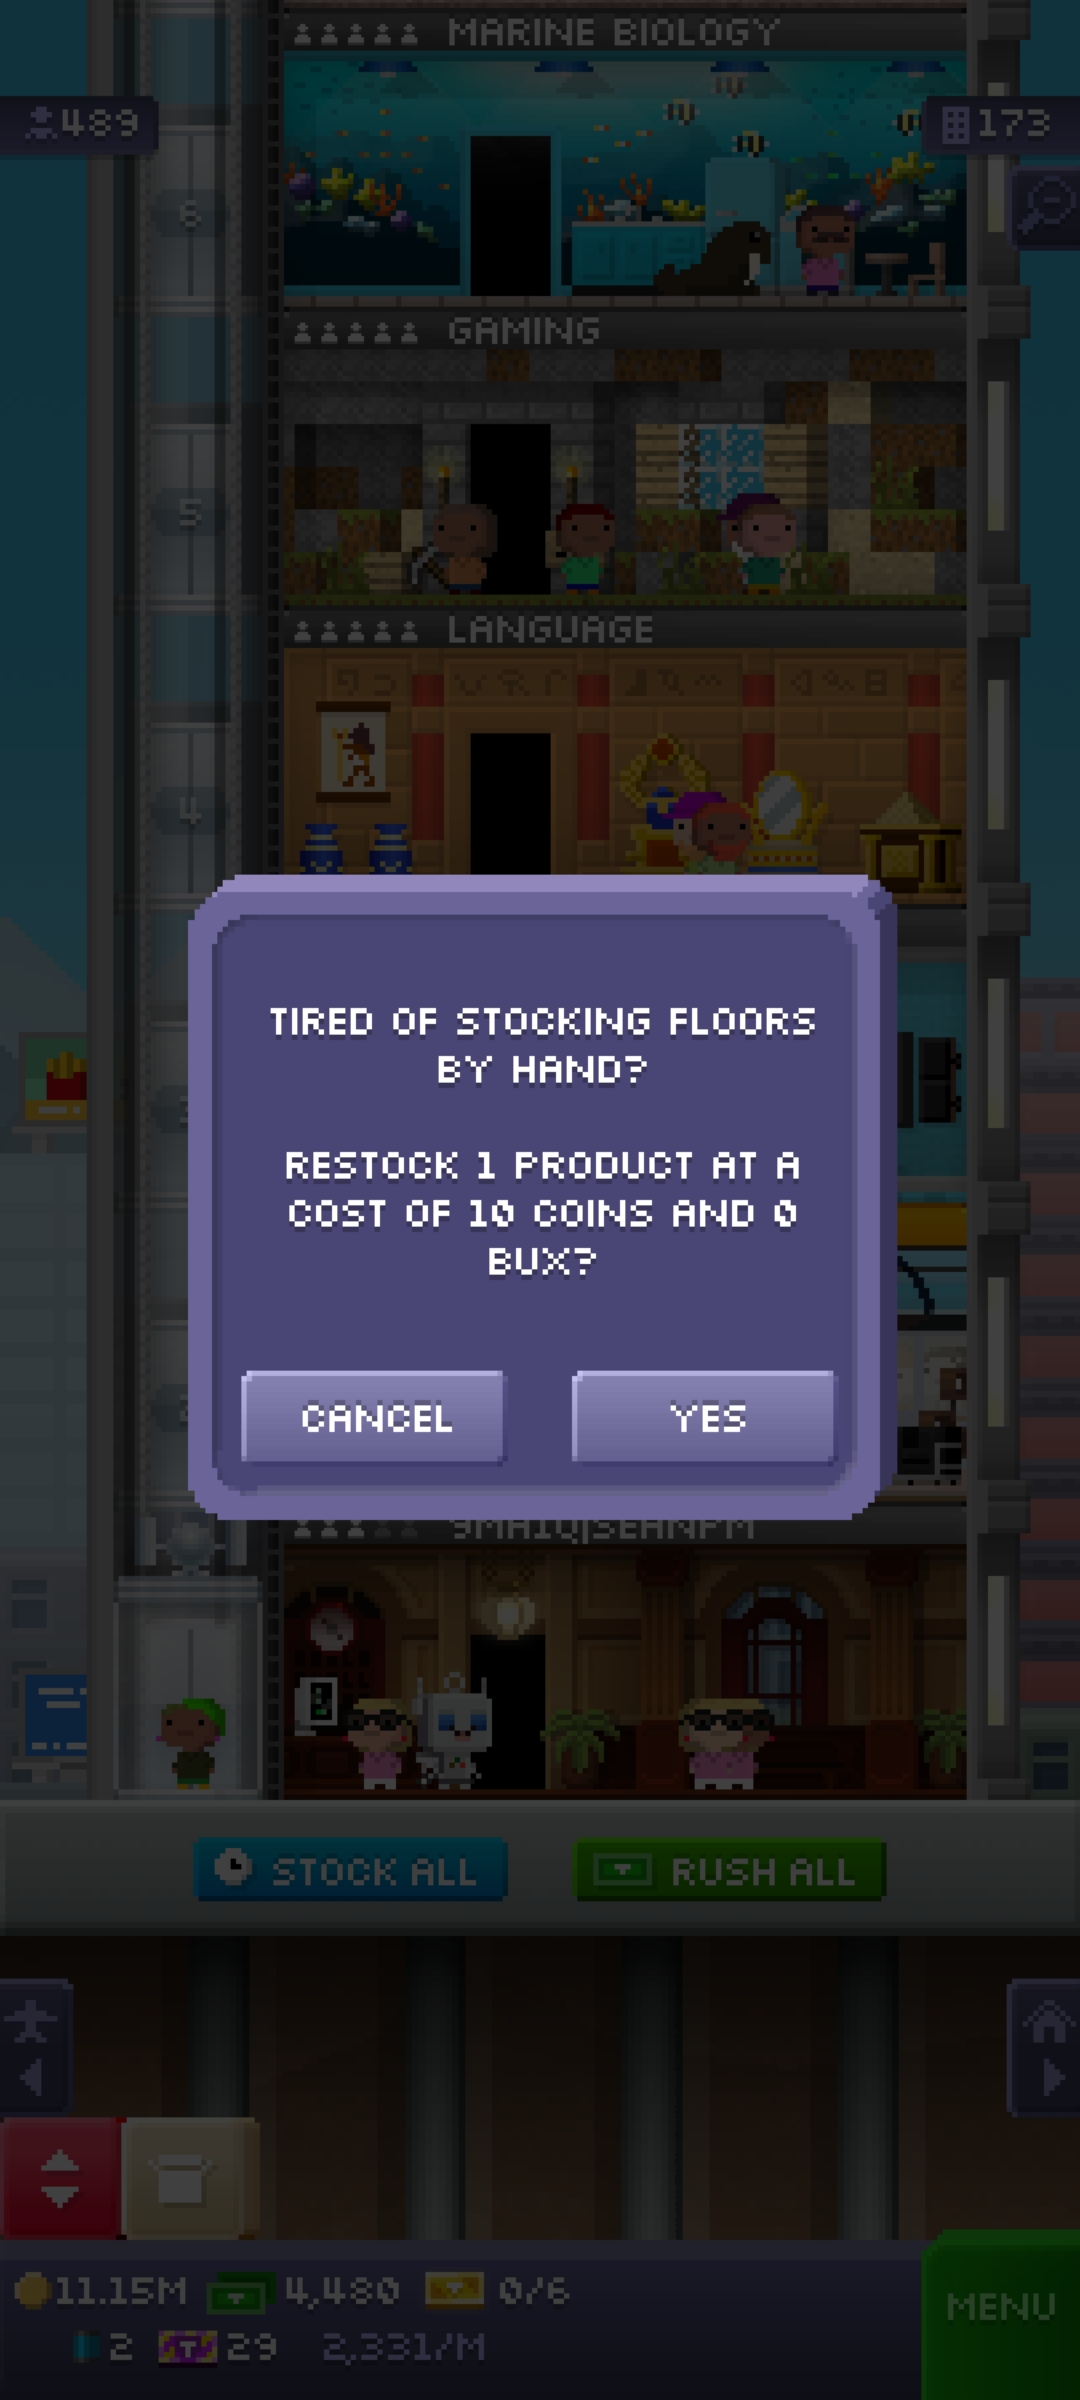 MARINE BIOLOGY
489
173
6
GAMING
5
LANGUAGE
4
TIRED OF STOCKING FLOORS
BY HAND?
RESTOCK 1 PRODUCT AT A
COST OF 10 COINS AND 0
BUX?
CANCEL
YES
STOCK ALL
RUSH ALL
11.15M
4,480
0/6
MENU
2
29
2,331/M